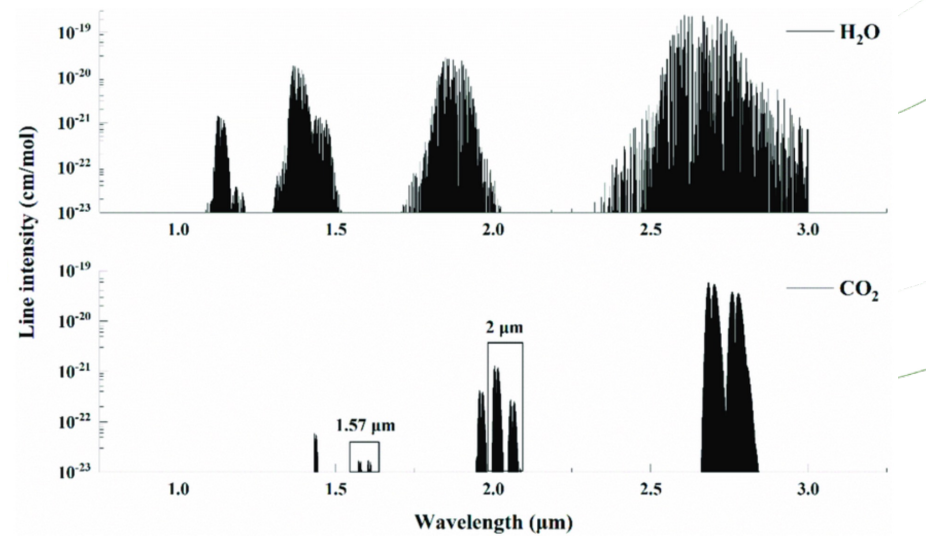 10⁻¹⁹
10⁻²⁰
10⁻²¹
10⁻²²
10⁻²³
H₂O
1.0 1.5 2.0 2.5 3.0
Line intensity (cm/mol)
10⁻¹⁹
10⁻²⁰
10⁻²¹
10⁻²²
10⁻²³
CO₂
2 μm
1.57 μm
1.0 1.5 2.0 2.5 3.0
Wavelength (μm)